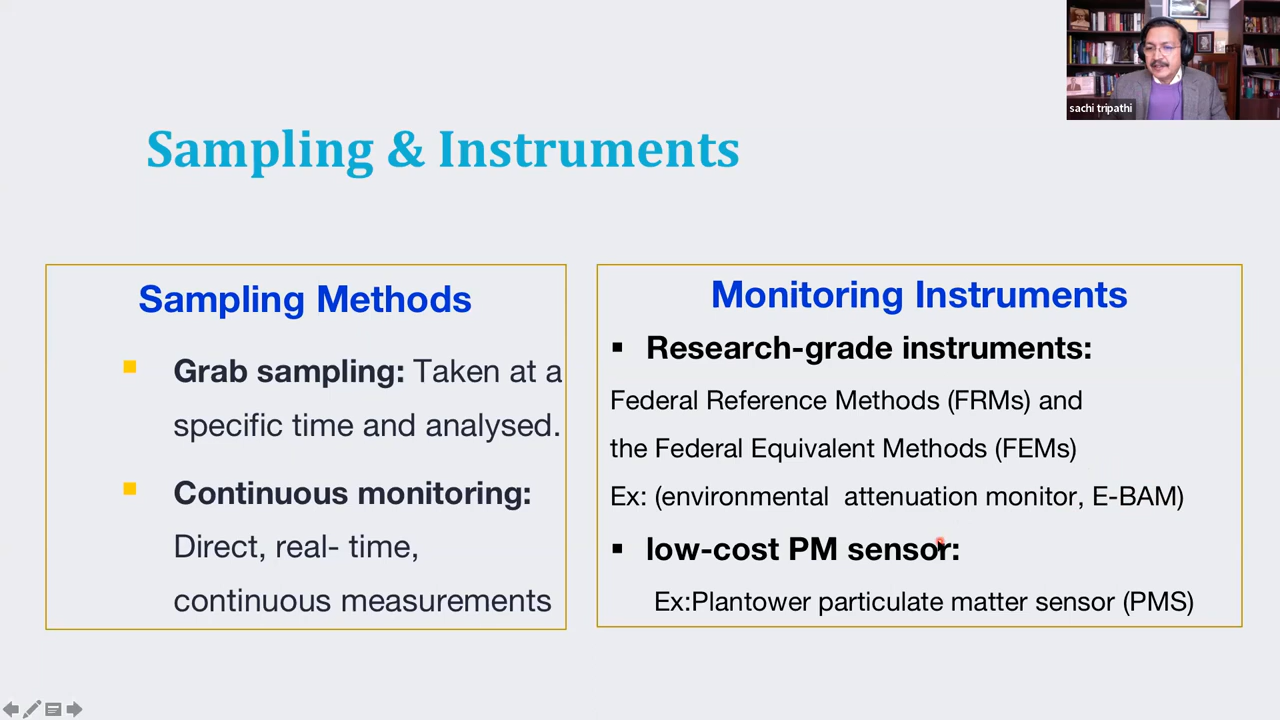 sachi tripathi
Sampling & Instruments
Sampling Methods
Grab sampling: Taken at a
specific time and analysed.
Continuous monitoring:
Direct, real- time,
continuous measurements
Monitoring Instruments
Research-grade instruments:
Federal Reference Methods (FRMs) and
the Federal Equivalent Methods (FEMs)
Ex: (environmental attenuation monitor, E-BAM)
low-cost PM sensor:
Ex:Plantower particulate matter sensor (PMS)